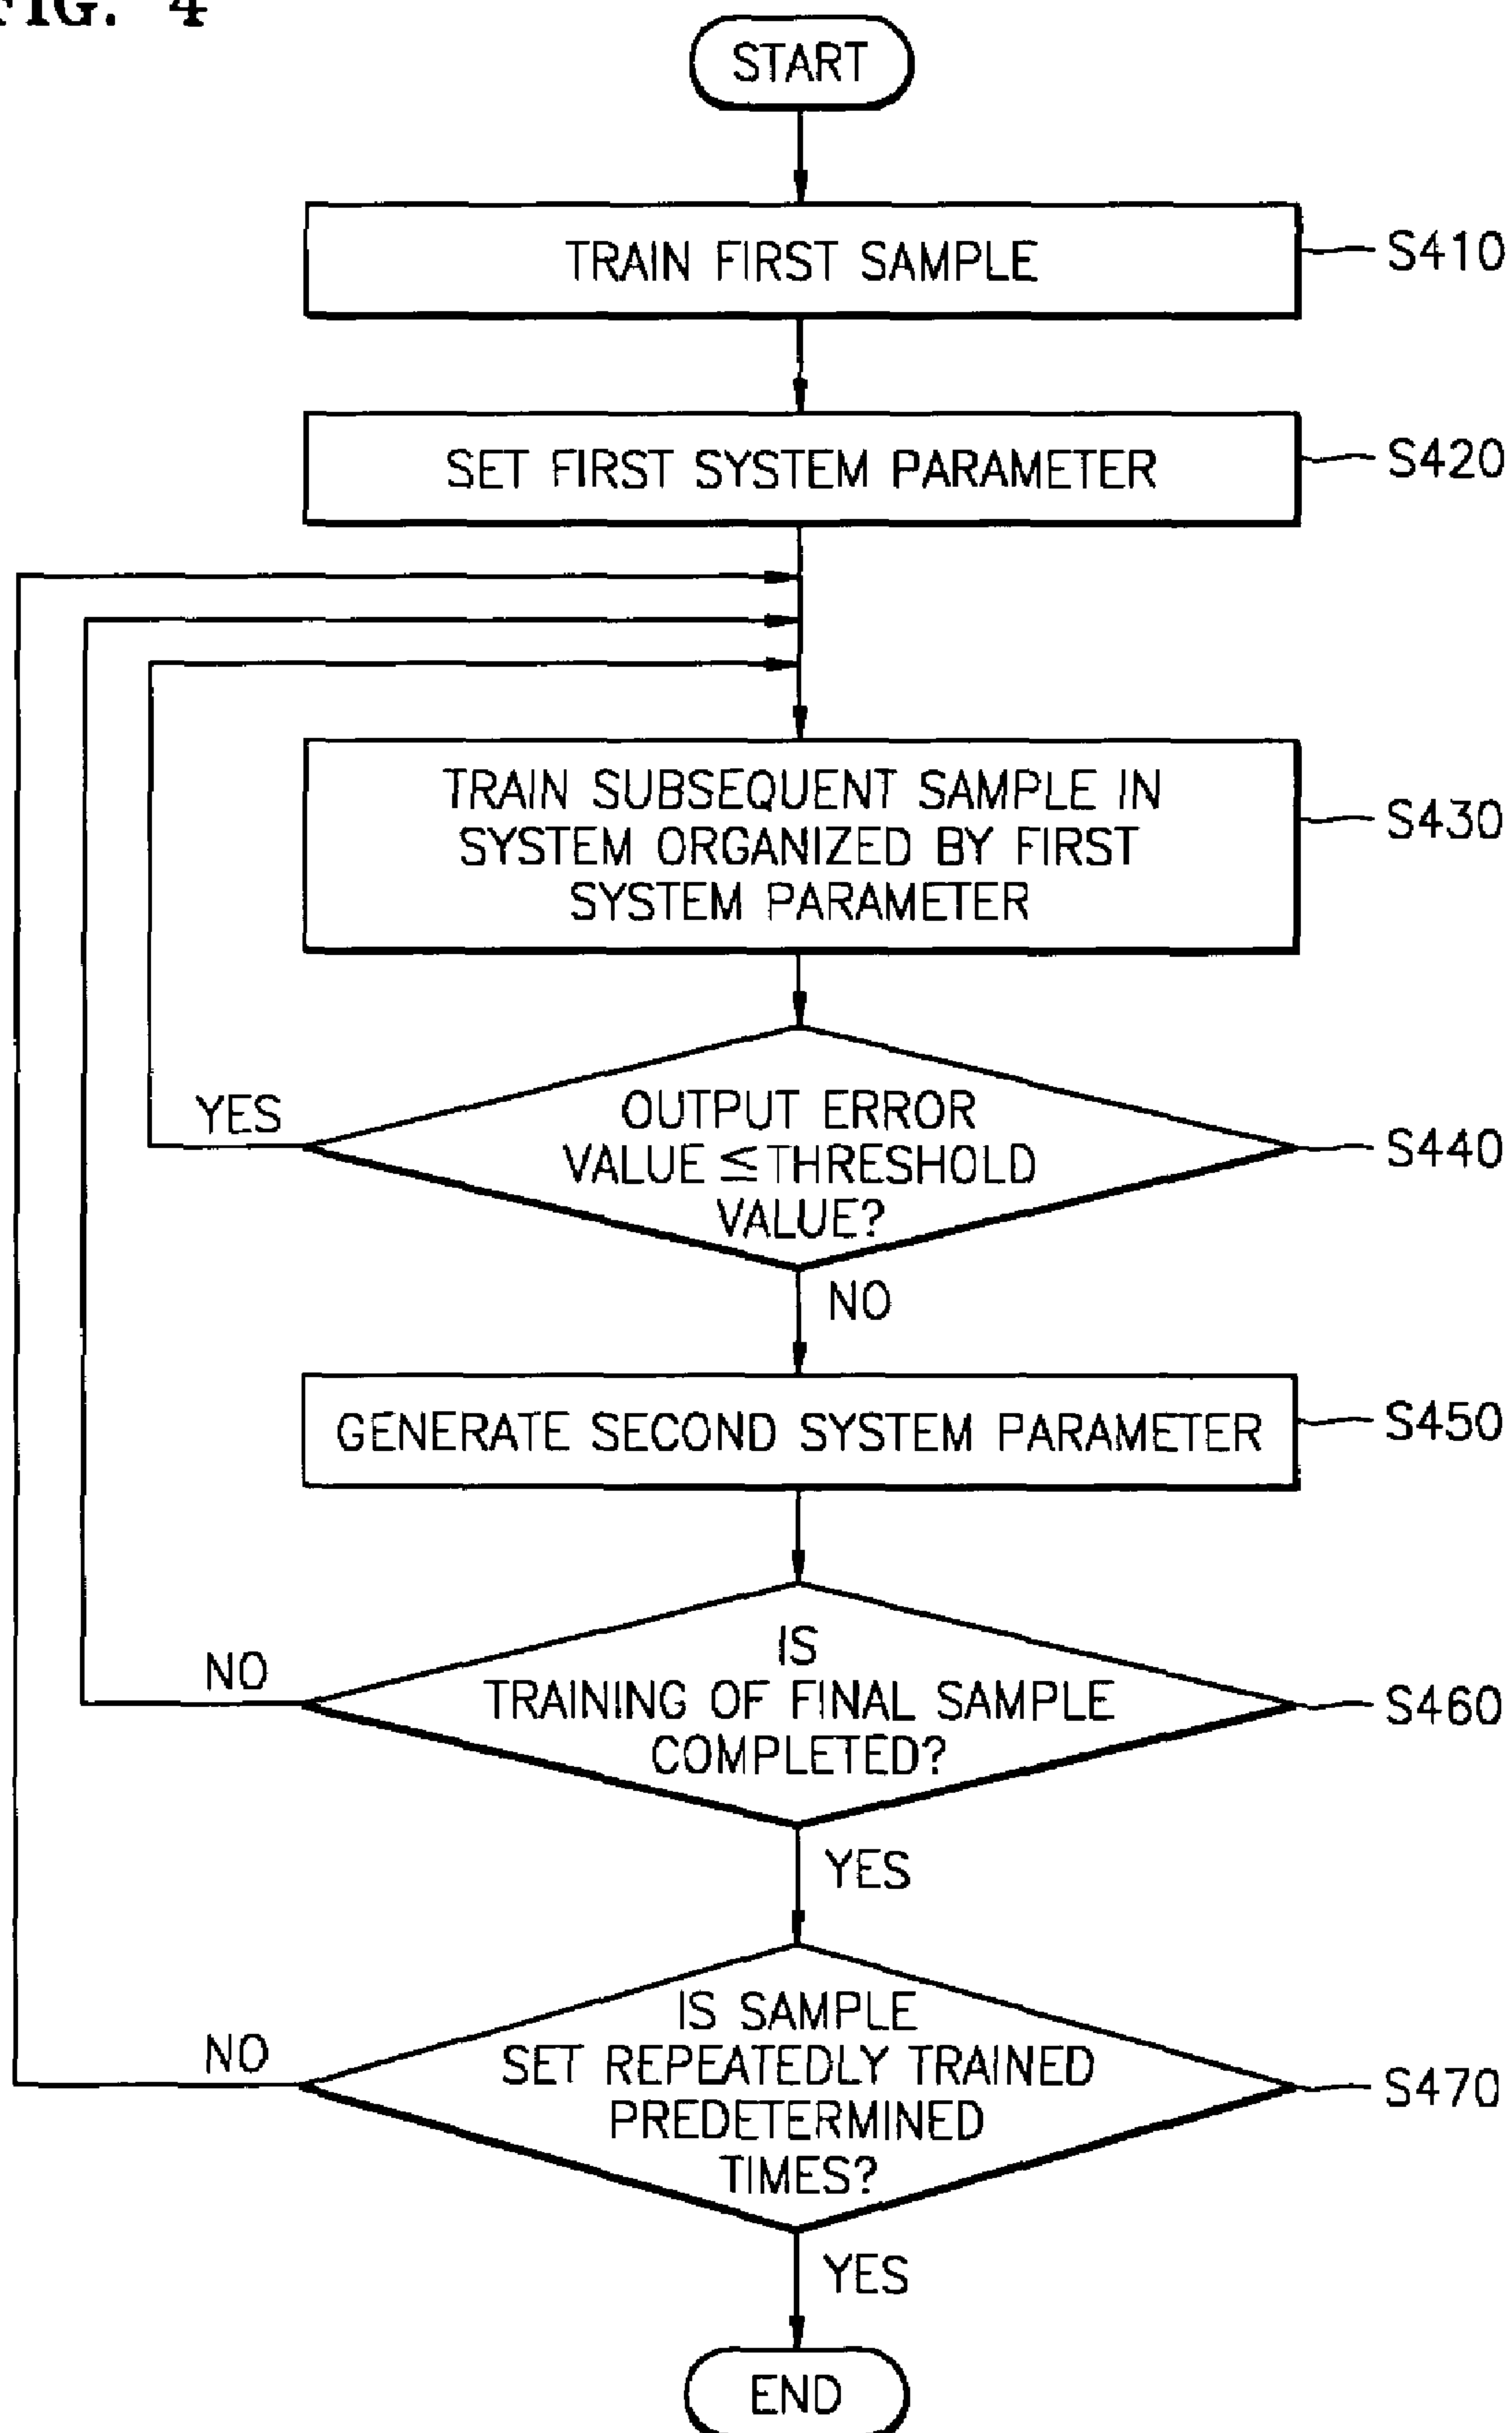 FIG. 4
START
TRAIN FIRST SAMPLE
S410
SET FIRST SYSTEM PARAMETER
S420
TRAIN SUBSEQUENT SAMPLE IN
SYSTEM ORGANIZED BY FIRST
SYSTEM PARAMETER
S430
YES
OUTPUT ERROR
VALUE ≦ THRESHOLD
VALUE?
S440
NO
GENERATE SECOND SYSTEM PARAMETER
S450
NO
IS
TRAINING OF FINAL SAMPLE
COMPLETED?
S460
YES
NO
IS SAMPLE
SET REPEATEDLY TRAINED
PREDETERMINED
TIMES?
S470
YES
END